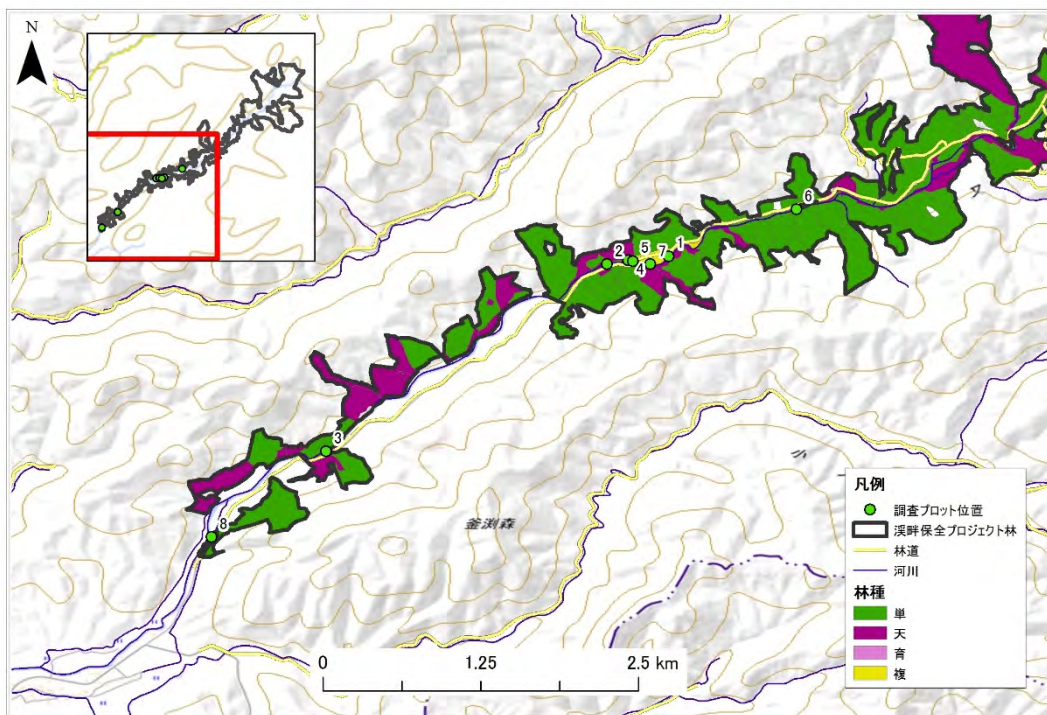 N
6
5
1
2
7
4
3
8
釜渕森
凡例
調査プロット位置
渓畔保全プロジェクト林
林道
河川
林種
単
天
育
複
0
1.25
2.5 km